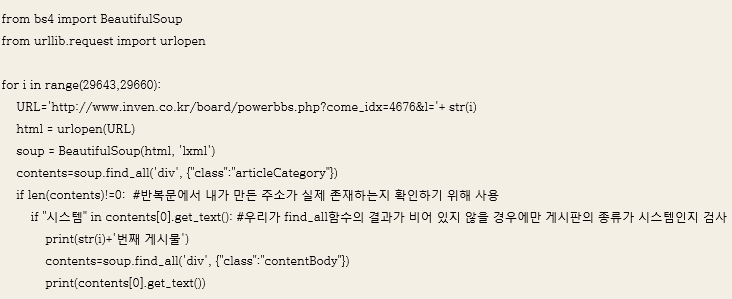 from bs4 import BeautifulSoup
from urllib.request import urlopen
for i in range(29643,29660):
URL='http://www.inven.co.kr/board/powerbbs.php?come_idx=4676&l='+ str(i)
html = urlopen(URL)
soup = BeautifulSoup(html, 'lxml')
contents=soup.find_all('div', {"class":"articleCategory"})
if len(contents)!=0:  #반복문에서 내가 만든 주소가 실제 존재하는지 확인하기 위해 사용
if "시스템" in contents[0].get_text(): #우리가 find_all함수의 결과가 비어 있지 않을 경우에만 게시판의 종류가 시스템인지 검사
print(str(i)+'번째 게시물')
contents=soup.find_all('div', {"class":"contentBody"})
print(contents[0].get_text())